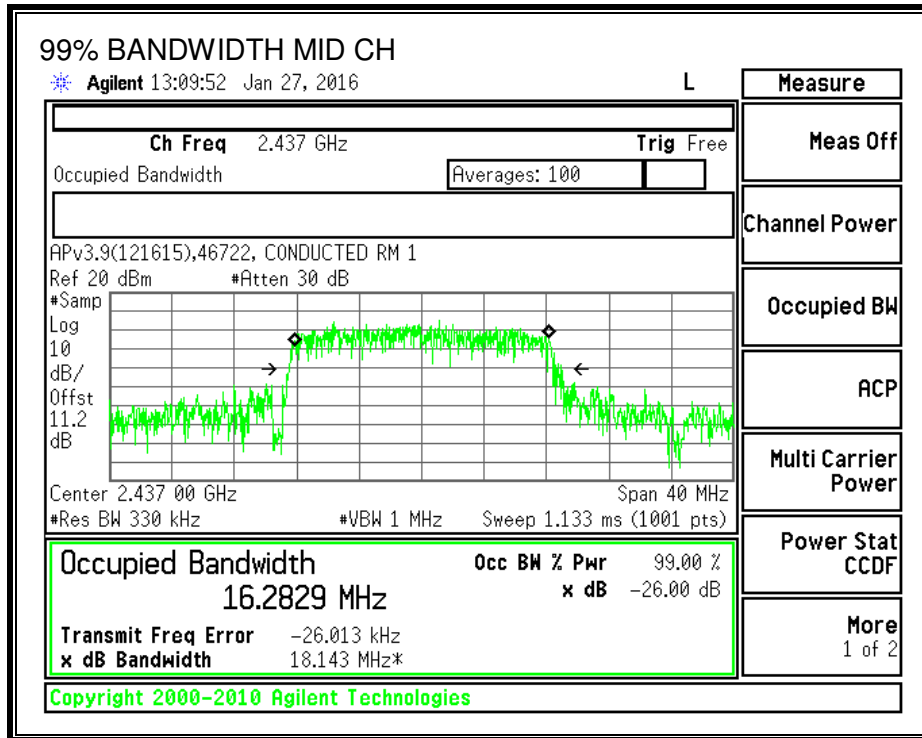 99% BANDWIDTH MID CH
Agilent 13:09:52 Jan 27, 2016 L
Ch Freq 2.437 GHz Trig Free
Occupied Bandwidth Averages: 100
APv3.9(121615),46722, CONDUCTED RM 1
Ref 20 dBm #Atten 30 dB
#Samp
Log
10
dB/
Offst
11.2
dB
Center 2.437 00 GHz Span 40 MHz
#Res BW 330 kHz #VBW 1 MHz Sweep 1.133 ms (1001 pts)
Occupied Bandwidth Occ BW % Pwr 99.00 %
16.2829 MHz x dB -26.00 dB
Transmit Freq Error -26.013 kHz
x dB Bandwidth 18.143 MHz*
Copyright 2000-2010 Agilent Technologies
Measure
Meas Off
Channel Power
Occupied BW
ACP
Multi Carrier
Power
Power Stat
CCDF
More
1 of 2